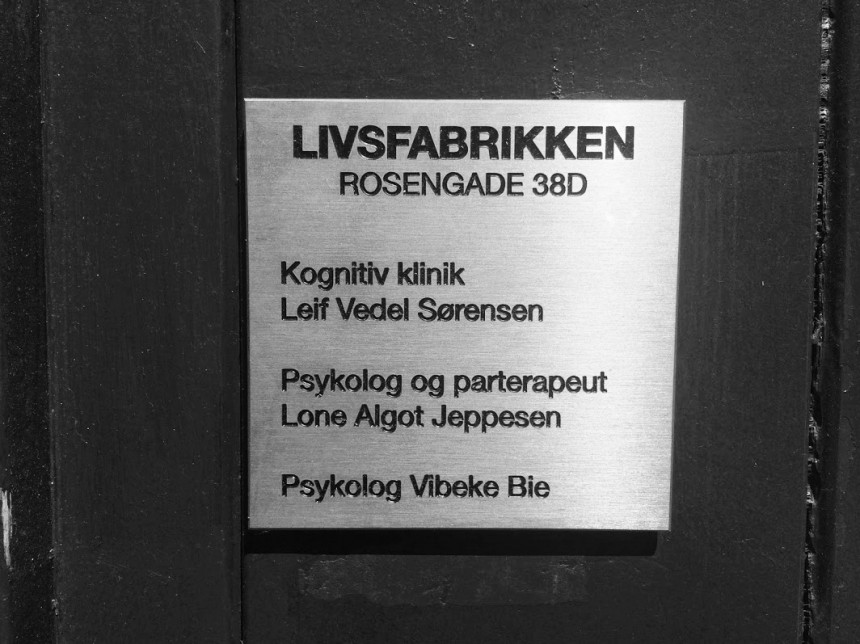 LIVSFABRIKKEN
ROSENGADE 38D
Kognitiv klinik
Leif Vedel Sørensen
Psykolog og parterapeut
Lone Algot Jeppesen
Psykolog Vibeke Bie